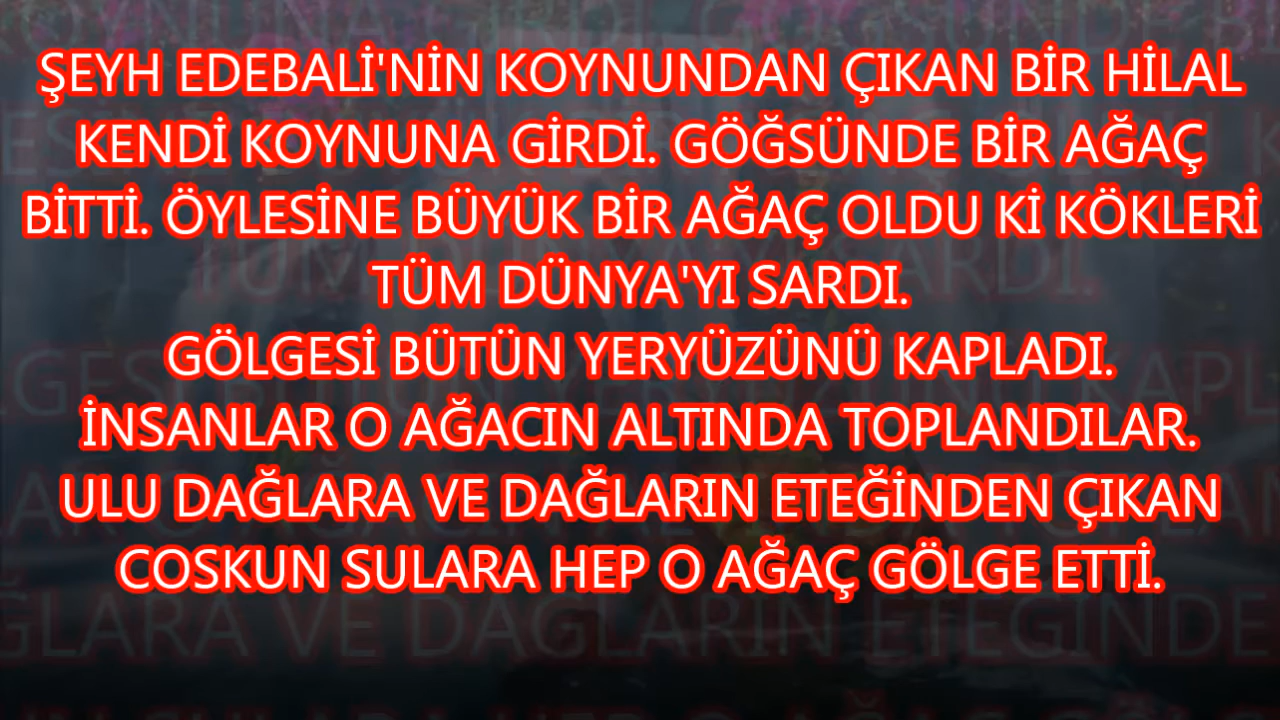 ŞEYH EDEBALİ'NİN KOYNUNDAN ÇIKAN BİR HİLAL
KENDİ KOYNUNA GİRDİ. GÖĞSÜNDE BİR AĞAÇ
BİTTİ. ÖYLESİNE BÜYÜK BİR AĞAÇ OLDU Kİ KÖKLERİ
TÜM DÜNYA'YI SARDI.
GÖLGESİ BÜTÜN YERYÜZÜNÜ KAPLADI.
İNSANLAR O AĞACIN ALTINDA TOPLANDILAR.
ULU DAĞLARA VE DAĞLARIN ETEĞİNDEN ÇIKAN
COSKUN SULARA HEP O AĞAÇ GÖLGE ETTİ.